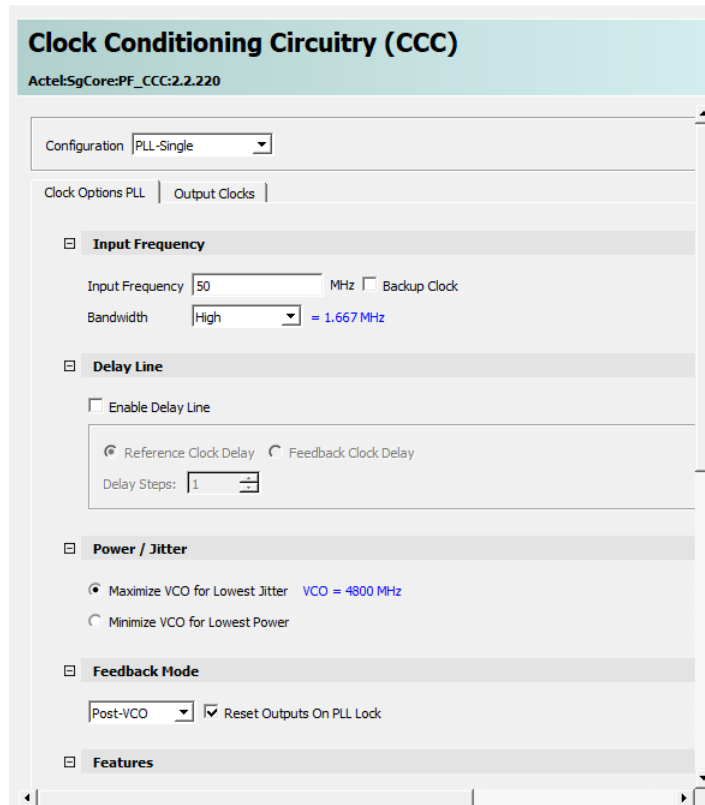 Clock Conditioning Circuitry (CCC)
Actel:SgCore:PF_CCC:2.2.220
Configuration PLL-Single
Clock Options PLL Output Clocks
Input Frequency
Input Frequency 50 MHz Backup Clock
Bandwidth High = 1.667 MHz
Delay Line
Enable Delay Line
Reference Clock Delay Feedback Clock Delay
Delay Steps: 1
Power / Jitter
Maximize VCO for Lowest Jitter VCO = 4800 MHz
Minimize VCO for Lowest Power
Feedback Mode
Post-VCO Reset Outputs On PLL Lock
Features